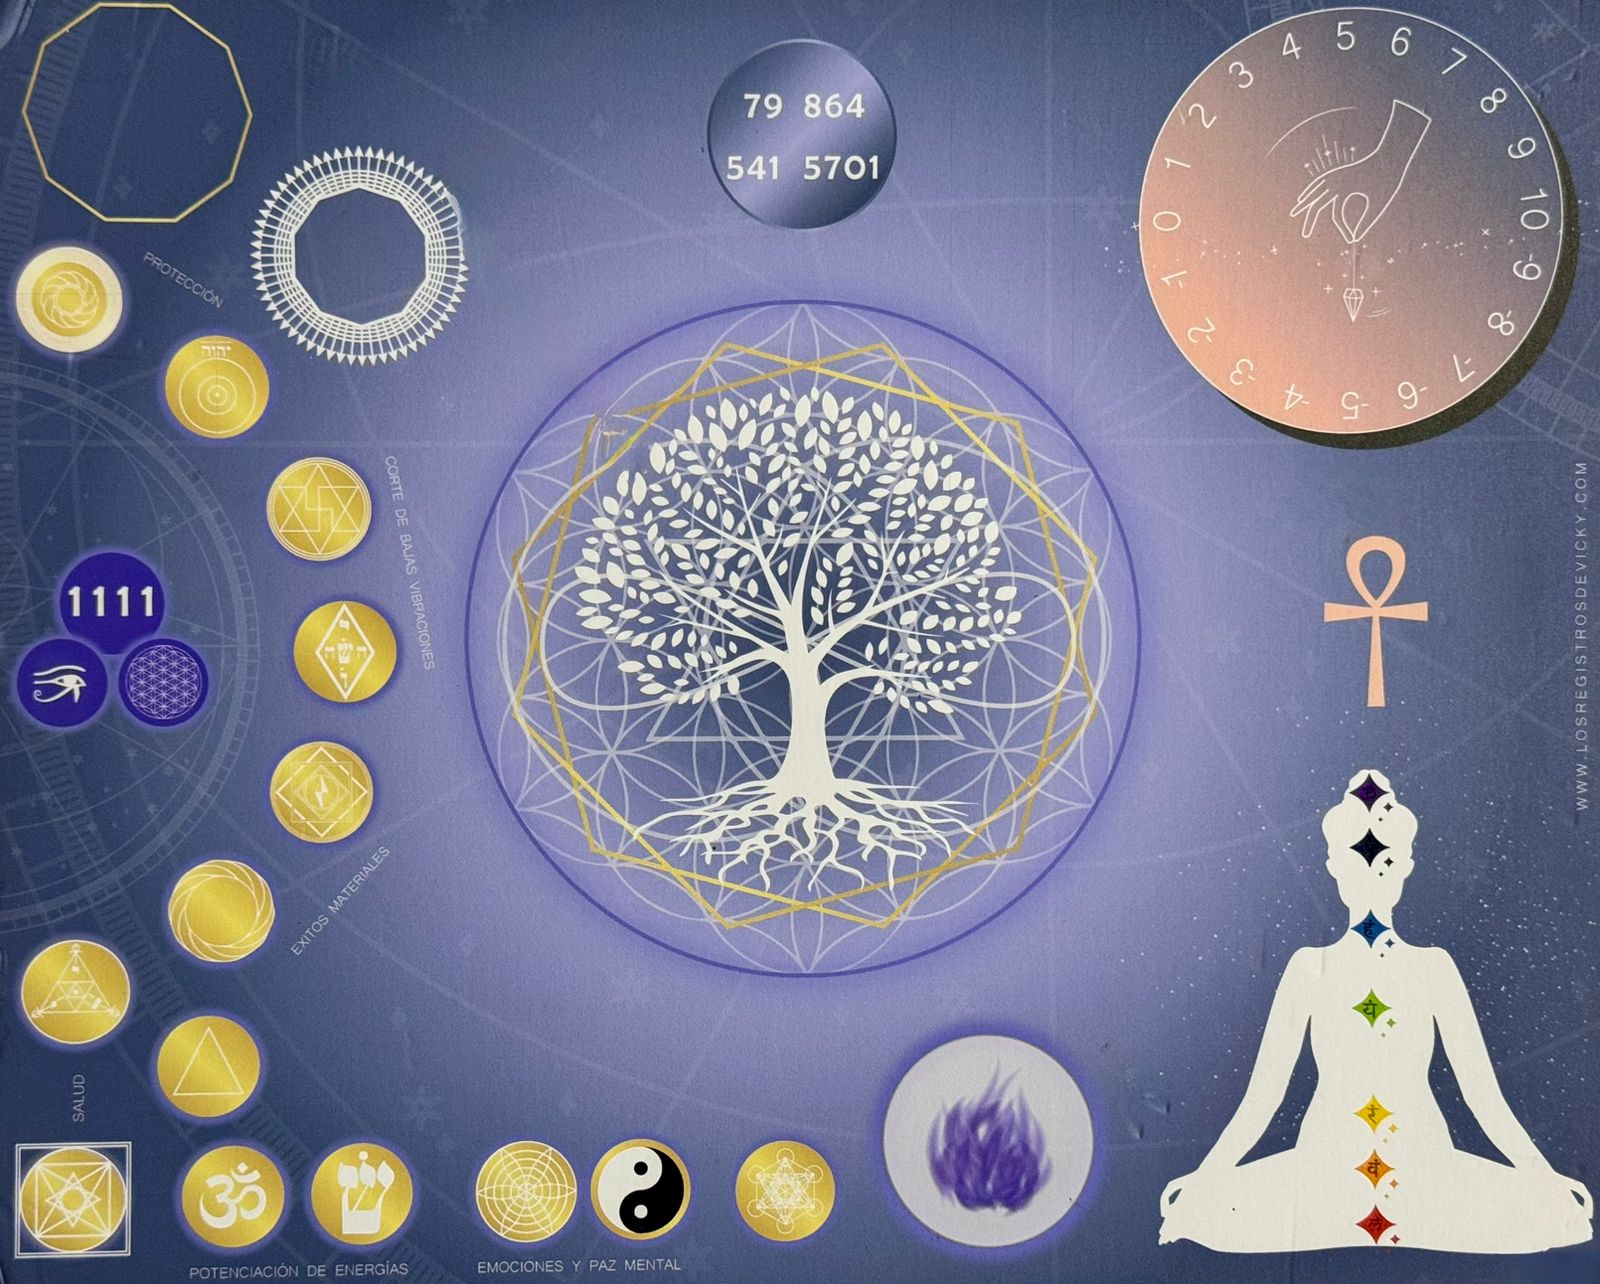 79 864
541 5701
0 1 2 3 4 5 6 7 8 9 10 -9 -8 -7 -6 -5 -4 -3 -2 -1
PROTECCIÓN
יהוה
CORTE DE BAJAS VIBRACIONES
1111
EXITOS MATERIALES
SALUD
ॐ
ש
POTENCIACIÓN DE ENERGÍAS
EMOCIONES Y PAZ MENTAL
हं
यं
रं
वं
लं
WWW.LOSREGISTROSDEVICKY.COM